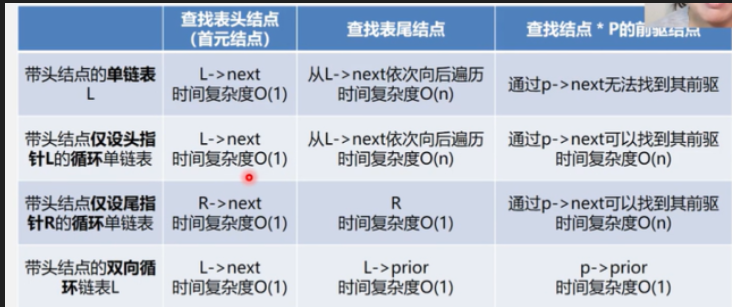 查找表头结点
（首元结点）
查找表尾结点
查找结点 * P的前驱结点
带头结点的单链表
L
L->next
时间复杂度O(1)
从L->next依次向后遍历
时间复杂度O(n)
通过p->next无法找到其前驱
带头结点仅设头指
针L的循环单链表
L->next
时间复杂度O(1)
从L->next依次向后遍历
时间复杂度O(n)
通过p->next可以找到其前驱
时间复杂度O(n)
带头结点仅设尾指
针R的循环单链表
R->next
时间复杂度O(1)
R
时间复杂度O(1)
通过p->next可以找到其前驱
时间复杂度O(n)
带头结点的双向循
环链表L
L->next
时间复杂度O(1)
L->prior
时间复杂度O(1)
p->prior
时间复杂度O(1)